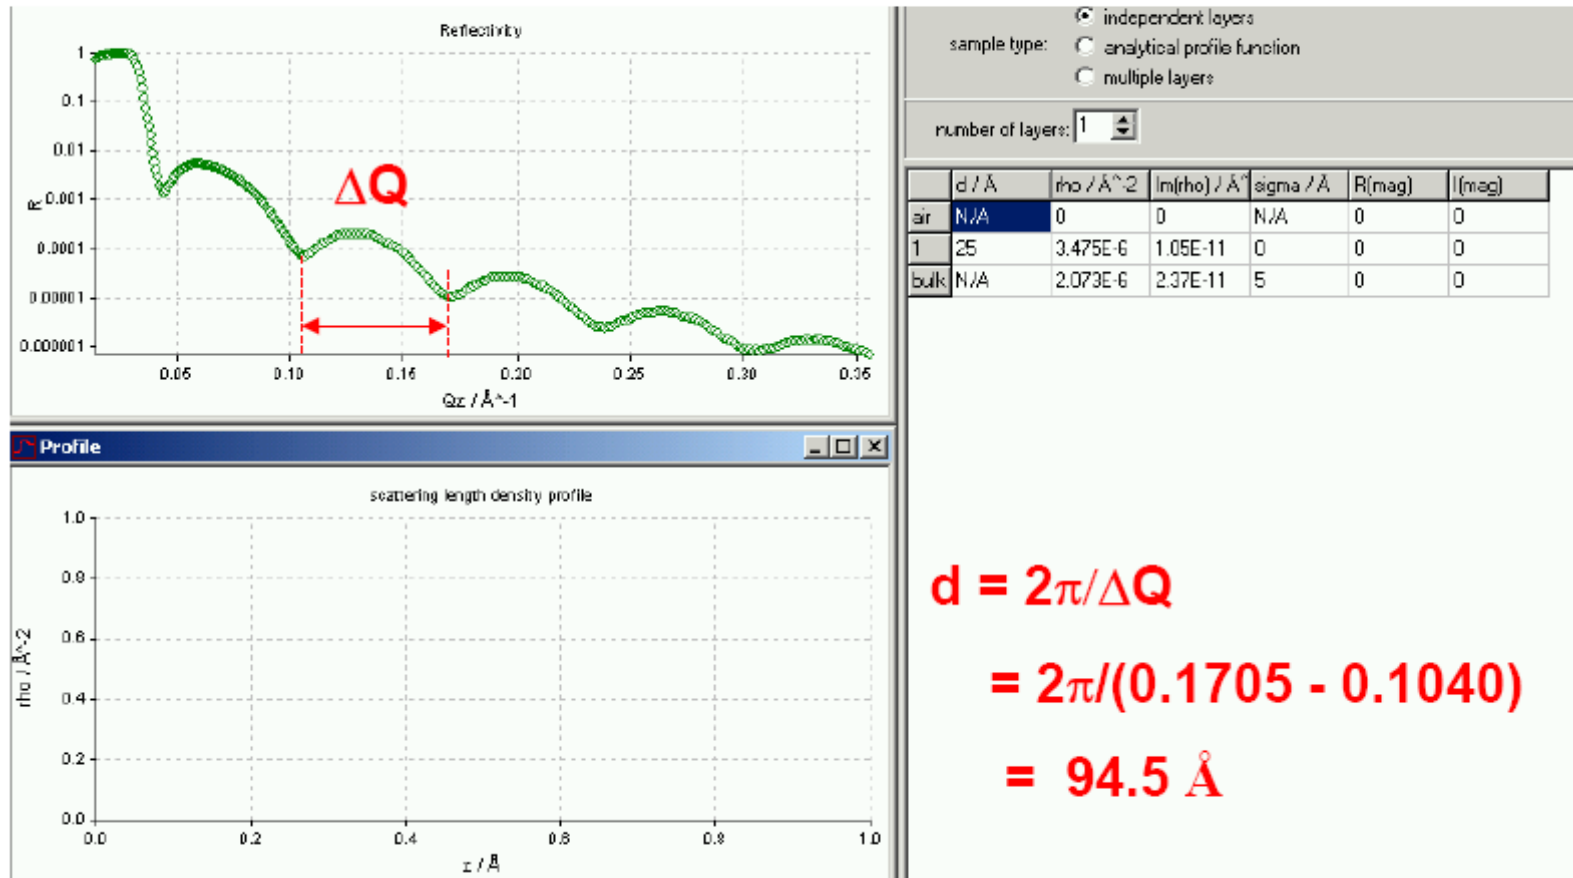 Reflectivity
1
0.1
0.01
0.001
0.0001
0.00001
0.000001
R
ΔQ
0.05 0.10 0.15 0.20 0.25 0.30 0.35
Qz / Å^-1
sample type:
independent layers
analytical profile function
multiple layers
number of layers: 1
d / Å rho / Å^-2 Im(rho) / Å^ sigma / Å R(mag) I(mag)
air N/A 0 0 N/A 0 0
1 25 3.475E-6 1.05E-11 0 0 0
bulk N/A 2.073E-6 2.37E-11 5 0 0
Profile
scattering length density profile
1.0
0.8
0.6
0.4
0.2
0.0
rho / Å^-2
0.0 0.2 0.4 0.6 0.8 1.0
z / Å
d = 2π/ΔQ
= 2π/(0.1705 - 0.1040)
= 94.5 Å